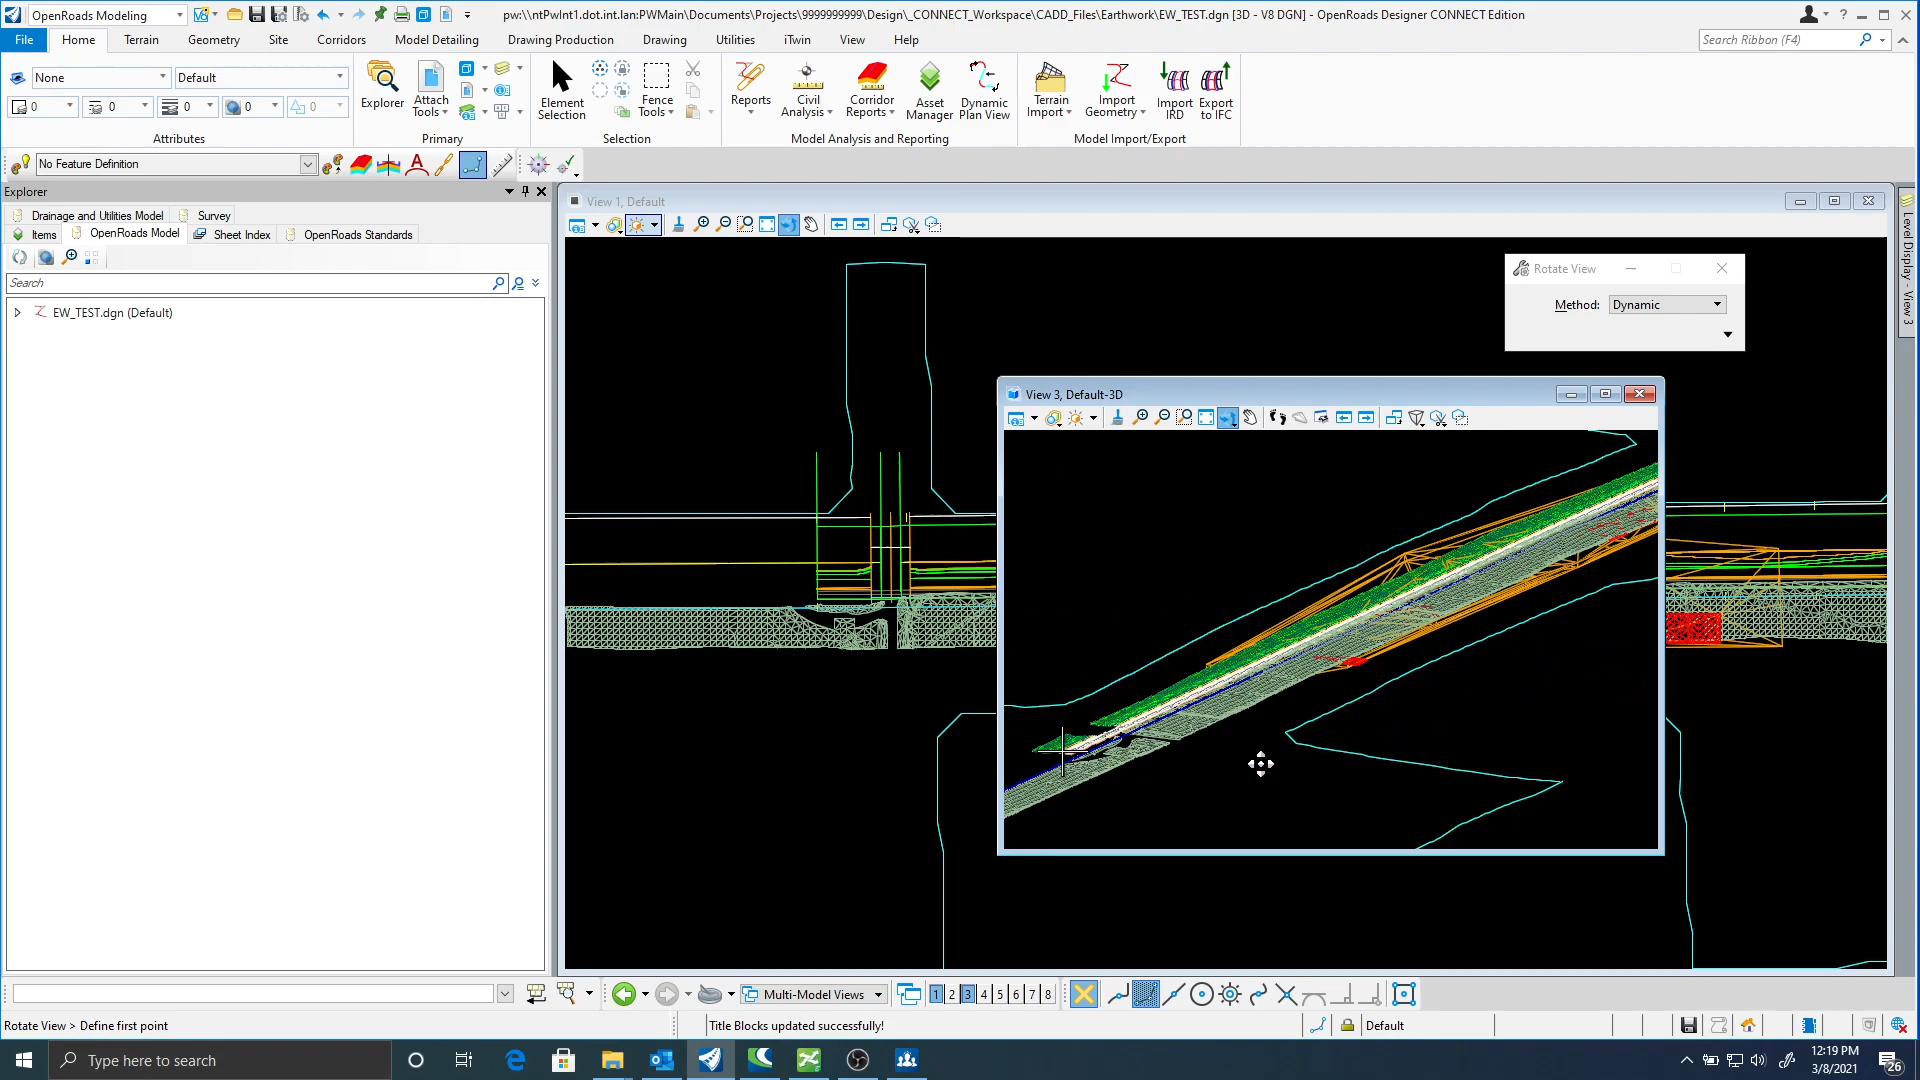 OpenRoads Modeling
pw:\\ntPwInt1.dot.int.lan:PWMain\Documents\Projects\9999999999\Design\_CONNECT_Workspace\CADD_Files\Earthwork\EW_TEST.dgn [3D - V8 DGN] - OpenRoads Designer CONNECT Edition
File Home Terrain Geometry Site Corridors Model Detailing Drawing Production Drawing Utilities iTwin View Help
Search Ribbon (F4)
None Default
0 0 0 0 0
Attributes
Explorer
Attach Tools
Primary
Element Selection
Fence Tools
Selection
Reports
Civil Analysis
Corridor Reports
Asset Manager
Dynamic Plan View
Model Analysis and Reporting
Terrain Import
Import Geometry
Import IRD
Export to IFC
Model Import/Export
No Feature Definition
Explorer
Drainage and Utilities Model Survey
Items OpenRoads Model Sheet Index OpenRoads Standards
Search
EW_TEST.dgn (Default)
View 1, Default
Rotate View
Method: Dynamic
View 3, Default-3D
Level Display - View 3
Multi-Model Views
1 2 3 4 5 6 7 8
Rotate View > Define first point
Title Blocks updated successfully!
Default
Type here to search
12:19 PM
3/8/2021
26